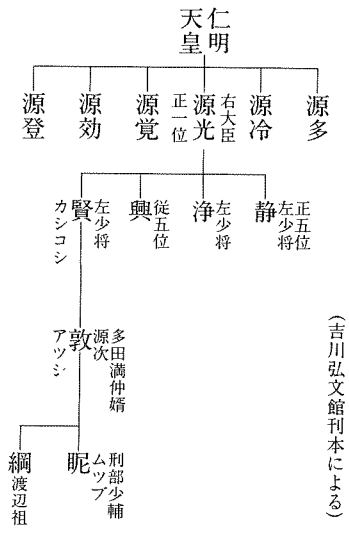 仁明
天皇
源多
源冷
右大臣
源光
正一位
源覚
源効
源登
正五位
左少将
静
左少将
浄
従五位
興
左少将
賢
カシコシ
多田満仲婿
源次
敦
アツシ
刑部少輔
ムツブ
昵
渡辺祖
綱
(吉川弘文館刊本による)